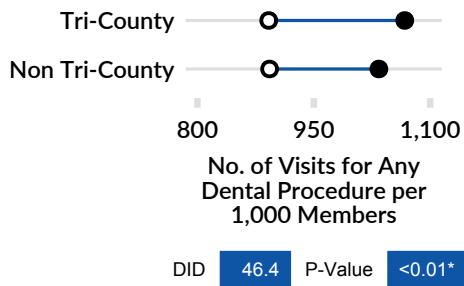 Tri-County
Non Tri-County
800 950 1,100
No. of Visits for Any
Dental Procedure per
1,000 Members
DID 46.4 P-Value <0.01*